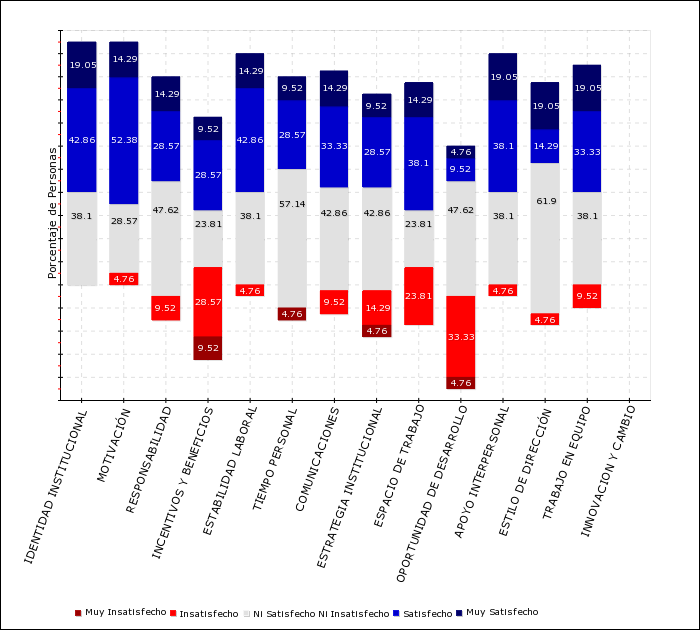 Porcentaje de Personas
19.05 14.29 14.29 9.52 14.29 9.52 14.29 9.52 14.29 4.76 19.05 19.05 19.05
42.86 52.38 28.57 28.57 42.86 28.57 33.33 28.57 38.1 9.52 38.1 14.29 33.33
38.1 28.57 47.62 23.81 38.1 57.14 42.86 42.86 23.81 47.62 38.1 61.9 38.1
4.76 9.52 28.57 4.76 9.52 14.29 23.81 33.33 4.76 4.76 9.52
9.52 4.76 4.76 4.76
IDENTIDAD INSTITUCIONAL
MOTIVACIÓN
RESPONSABILIDAD
INCENTIVOS Y BENEFICIOS
ESTABILIDAD LABORAL
TIEMPO PERSONAL
COMUNICACIONES
ESTRATEGIA INSTITUCIONAL
ESPACIO DE TRABAJO
OPORTUNIDAD DE DESARROLLO
APOYO INTERPERSONAL
ESTILO DE DIRECCIÓN
TRABAJO EN EQUIPO
INNOVACION Y CAMBIO
Muy Insatisfecho Insatisfecho Ni Satisfecho Ni Insatisfecho Satisfecho Muy Satisfecho